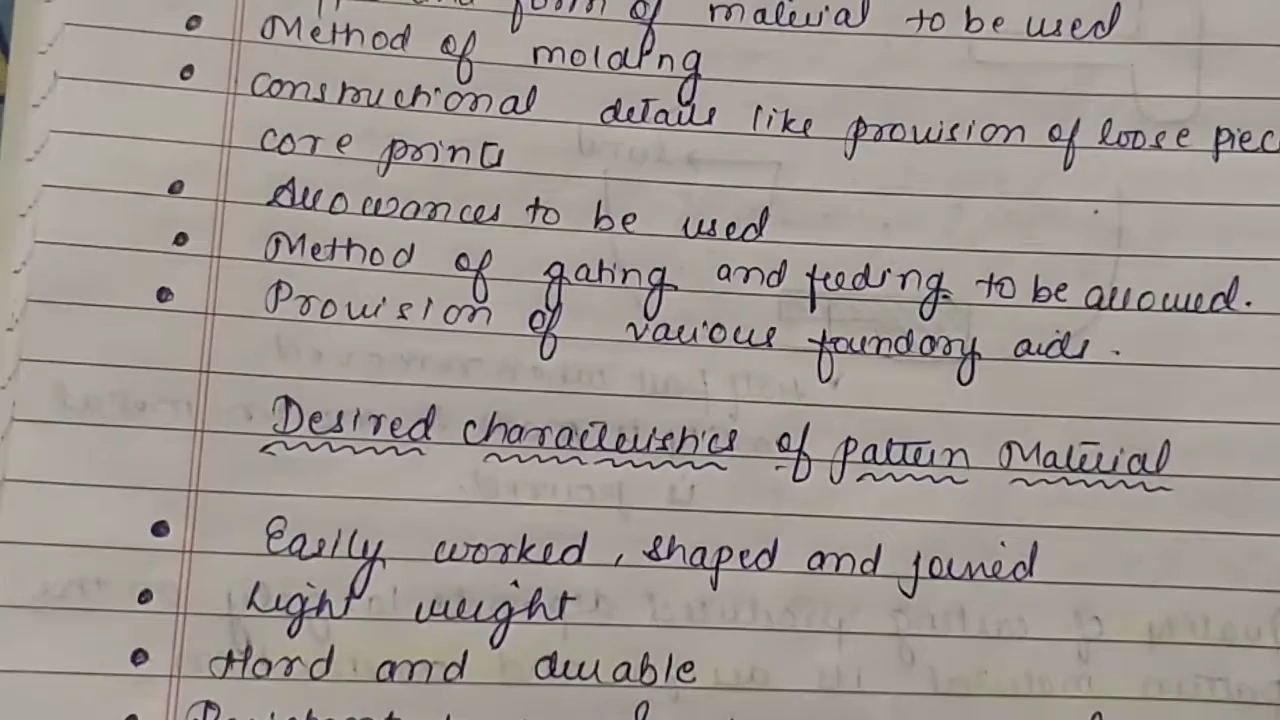 form of material to be used
• Method of molding
• Constructional details like provision of loose piec
core print
• Allowances to be used
• Method of gating and feeding to be allowed.
• Provision of various foundory aids.
Desired characteristics of pattern Material
• Easily worked, shaped and joined
• Light weight
• Hard and durable